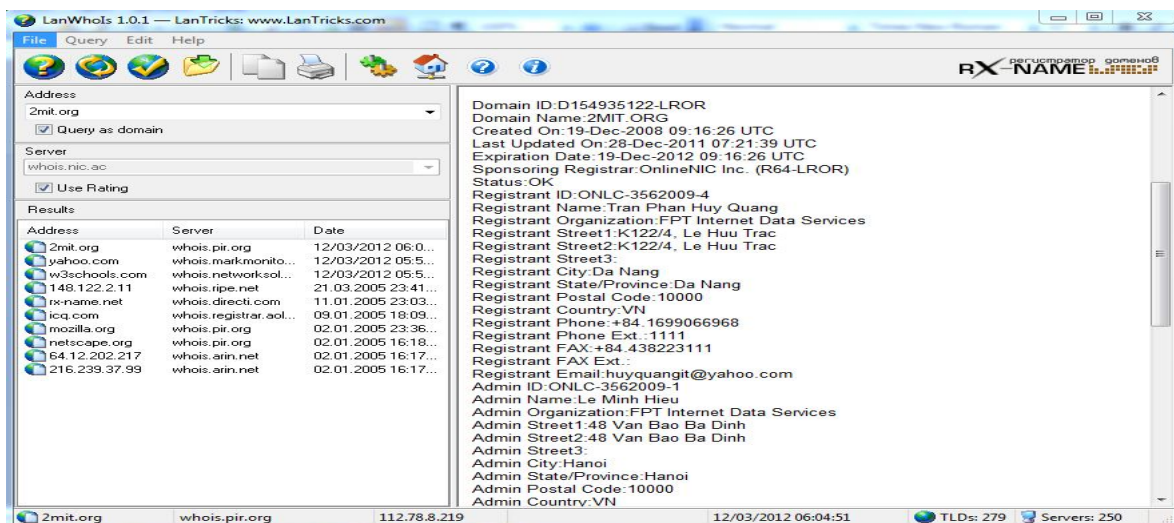 LanWhoIs 1.0.1 — LanTricks: www.LanTricks.com
File Query Edit Help
RX-NAME регистратор доменов
Address
2mit.org
Query as domain
Server
whois.nic.ac
Use Rating
Results
Address Server Date
2mit.org whois.pir.org 12/03/2012 06:0...
yahoo.com whois.markmonito... 12/03/2012 05:5...
w3schools.com whois.networksol... 12/03/2012 05:5...
148.122.2.11 whois.ripe.net 21.03.2005 23:41...
rx-name.net whois.directi.com 11.01.2005 23:03...
icq.com whois.registrar.aol... 09.01.2005 18:09...
mozilla.org whois.pir.org 02.01.2005 23:36...
netscape.org whois.pir.org 02.01.2005 16:18...
64.12.202.217 whois.arin.net 02.01.2005 16:17...
216.239.37.99 whois.arin.net 02.01.2005 16:17...
Domain ID:D154935122-LROR
Domain Name:2MIT.ORG
Created On:19-Dec-2008 09:16:26 UTC
Last Updated On:28-Dec-2011 07:21:39 UTC
Expiration Date:19-Dec-2012 09:16:26 UTC
Sponsoring Registrar:OnlineNIC Inc. (R64-LROR)
Status:OK
Registrant ID:ONLC-3562009-4
Registrant Name:Tran Phan Huy Quang
Registrant Organization:FPT Internet Data Services
Registrant Street1:K122/4, Le Huu Trac
Registrant Street2:K122/4, Le Huu Trac
Registrant Street3:
Registrant City:Da Nang
Registrant State/Province:Da Nang
Registrant Postal Code:10000
Registrant Country:VN
Registrant Phone:+84.1699066968
Registrant Phone Ext.:1111
Registrant FAX:+84.438223111
Registrant FAX Ext.:
Registrant Email:huyquangit@yahoo.com
Admin ID:ONLC-3562009-1
Admin Name:Le Minh Hieu
Admin Organization:FPT Internet Data Services
Admin Street1:48 Van Bao Ba Dinh
Admin Street2:48 Van Bao Ba Dinh
Admin Street3:
Admin City:Hanoi
Admin State/Province:Hanoi
Admin Postal Code:10000
Admin Country:VN
2mit.org whois.pir.org 112.78.8.219 12/03/2012 06:04:51 TLDs: 279 Servers: 250